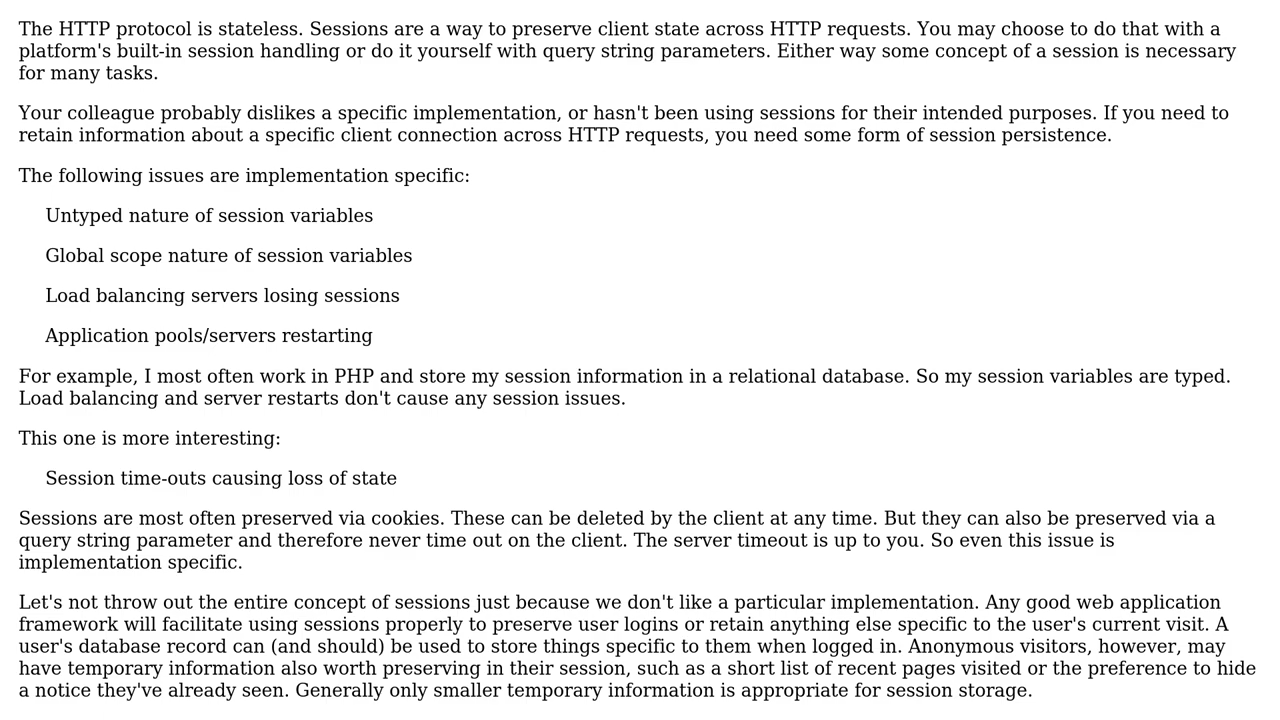 The HTTP protocol is stateless. Sessions are a way to preserve client state across HTTP requests. You may choose to do that with a
platform's built-in session handling or do it yourself with query string parameters. Either way some concept of a session is necessary
for many tasks.
Your colleague probably dislikes a specific implementation, or hasn't been using sessions for their intended purposes. If you need to
retain information about a specific client connection across HTTP requests, you need some form of session persistence.
The following issues are implementation specific:
Untyped nature of session variables
Global scope nature of session variables
Load balancing servers losing sessions
Application pools/servers restarting
For example, I most often work in PHP and store my session information in a relational database. So my session variables are typed.
Load balancing and server restarts don't cause any session issues.
This one is more interesting:
Session time-outs causing loss of state
Sessions are most often preserved via cookies. These can be deleted by the client at any time. But they can also be preserved via a
query string parameter and therefore never time out on the client. The server timeout is up to you. So even this issue is
implementation specific.
Let's not throw out the entire concept of sessions just because we don't like a particular implementation. Any good web application
framework will facilitate using sessions properly to preserve user logins or retain anything else specific to the user's current visit. A
user's database record can (and should) be used to store things specific to them when logged in. Anonymous visitors, however, may
have temporary information also worth preserving in their session, such as a short list of recent pages visited or the preference to hide
a notice they've already seen. Generally only smaller temporary information is appropriate for session storage.